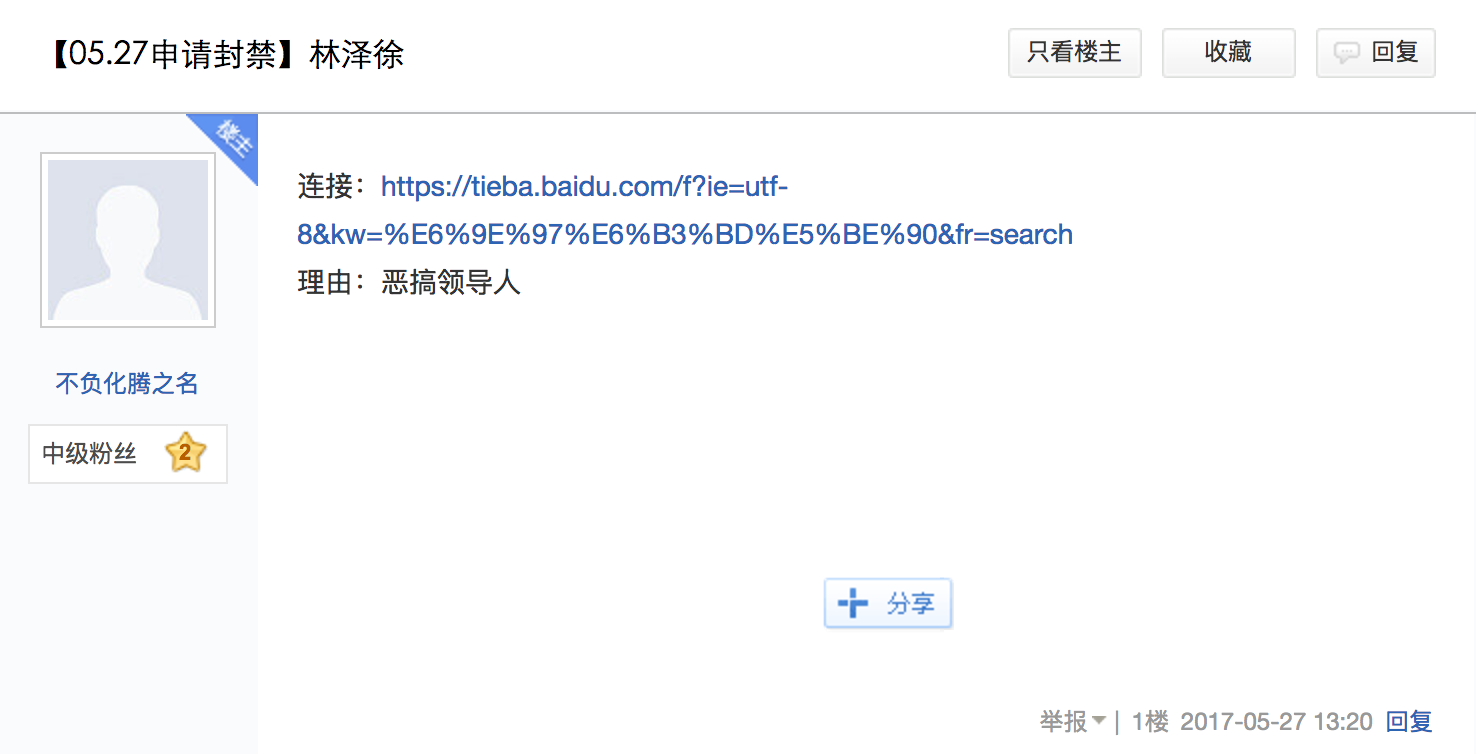 【05.27申请封禁】林泽徐
只看楼主
收藏
回复
楼主
连接：https://tieba.baidu.com/f?ie=utf-
8&kw=%E6%9E%97%E6%B3%BD%E5%BE%90&fr=search
理由：恶搞领导人
不负化腾之名
中级粉丝 2
分享
举报 | 1楼 2017-05-27 13:20 回复